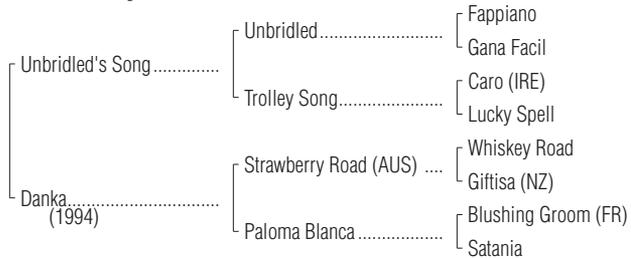 Fappiano
Unbridled....................
Gana Facil
Unbridled's Song..............
Caro (IRE)
Trolley Song.................
Lucky Spell
Whiskey Road
Strawberry Road (AUS) ....
Giftisa (NZ)
Danka..............................
(1994)
Blushing Groom (FR)
Paloma Blanca..................
Satania